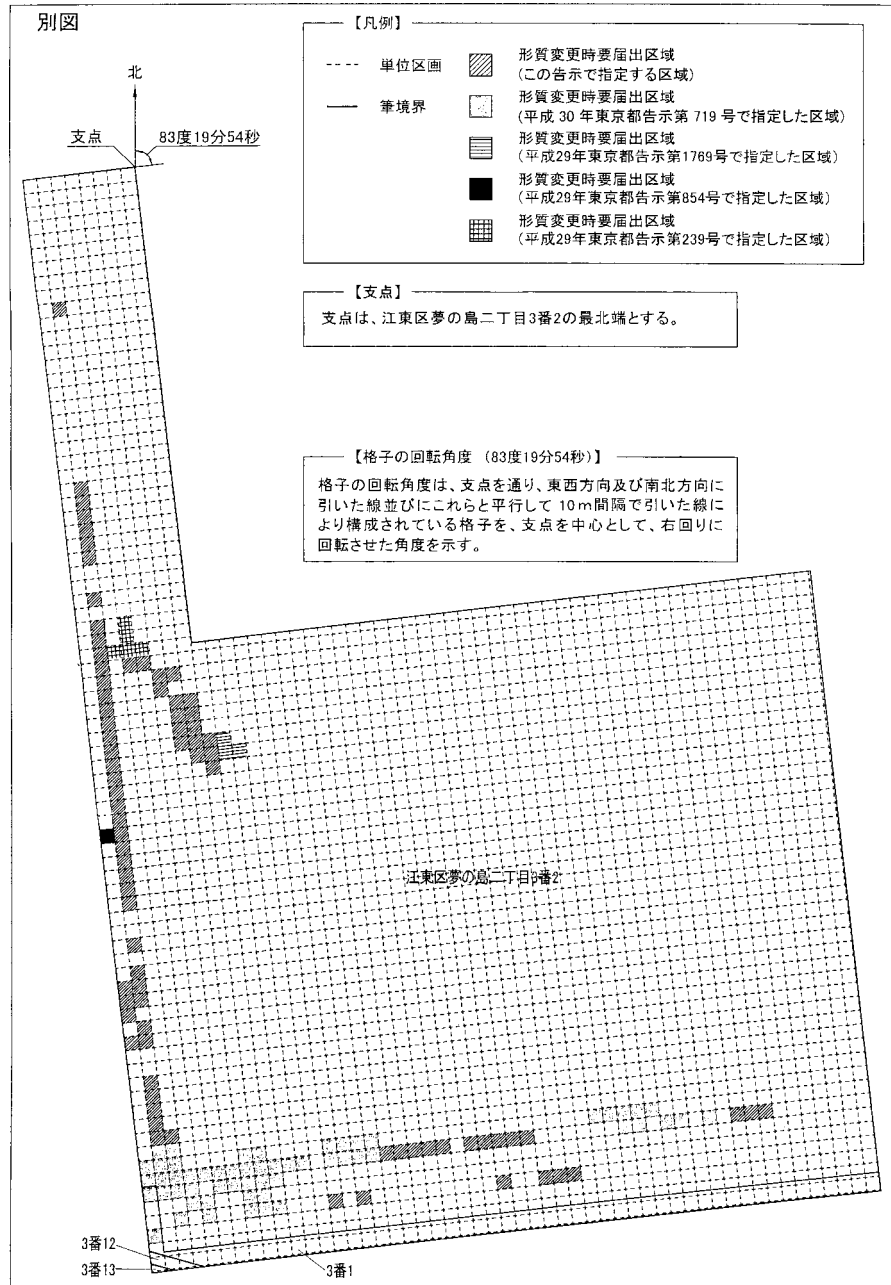 別図
【凡例】
単位区画
筆境界
形質変更時要届出区域
(この告示で指定する区域)
形質変更時要届出区域
(平成 30 年東京都告示第 719 号で指定した区域)
形質変更時要届出区域
(平成29年東京都告示第1769号で指定した区域)
形質変更時要届出区域
(平成29年東京都告示第854号で指定した区域)
形質変更時要届出区域
(平成29年東京都告示第239号で指定した区域)
北
支点
83度19分54秒
【支点】
支点は、江東区夢の島二丁目3番2の最北端とする。
【格子の回転角度 (83度19分54秒)】
格子の回転角度は、支点を通り、東西方向及び南北方向に
引いた線並びにこれらと平行して 10m間隔で引いた線に
より構成されている格子を、支点を中心として、右回りに
回転させた角度を示す。
江東区夢の島二丁目3番2
3番12
3番13
3番1